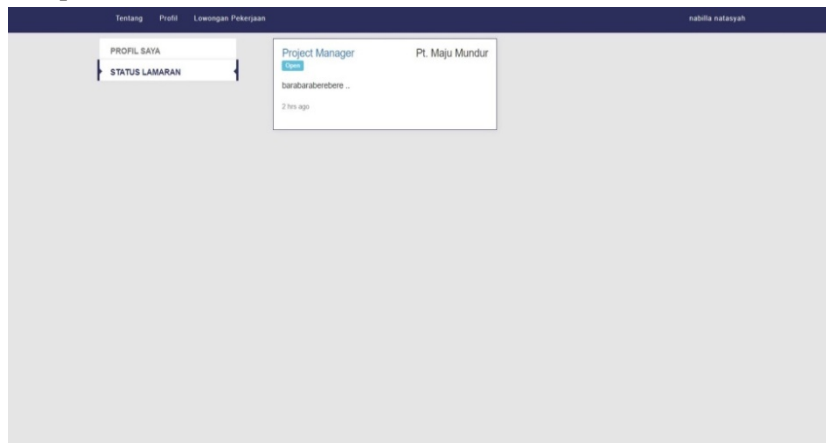 Tentang Profil Lowongan Pekerjaan nabilla natasyah
PROFIL SAYA
STATUS LAMARAN
Project Manager Pt. Maju Mundur
Open
barabaraberebere ..
2 hrs ago